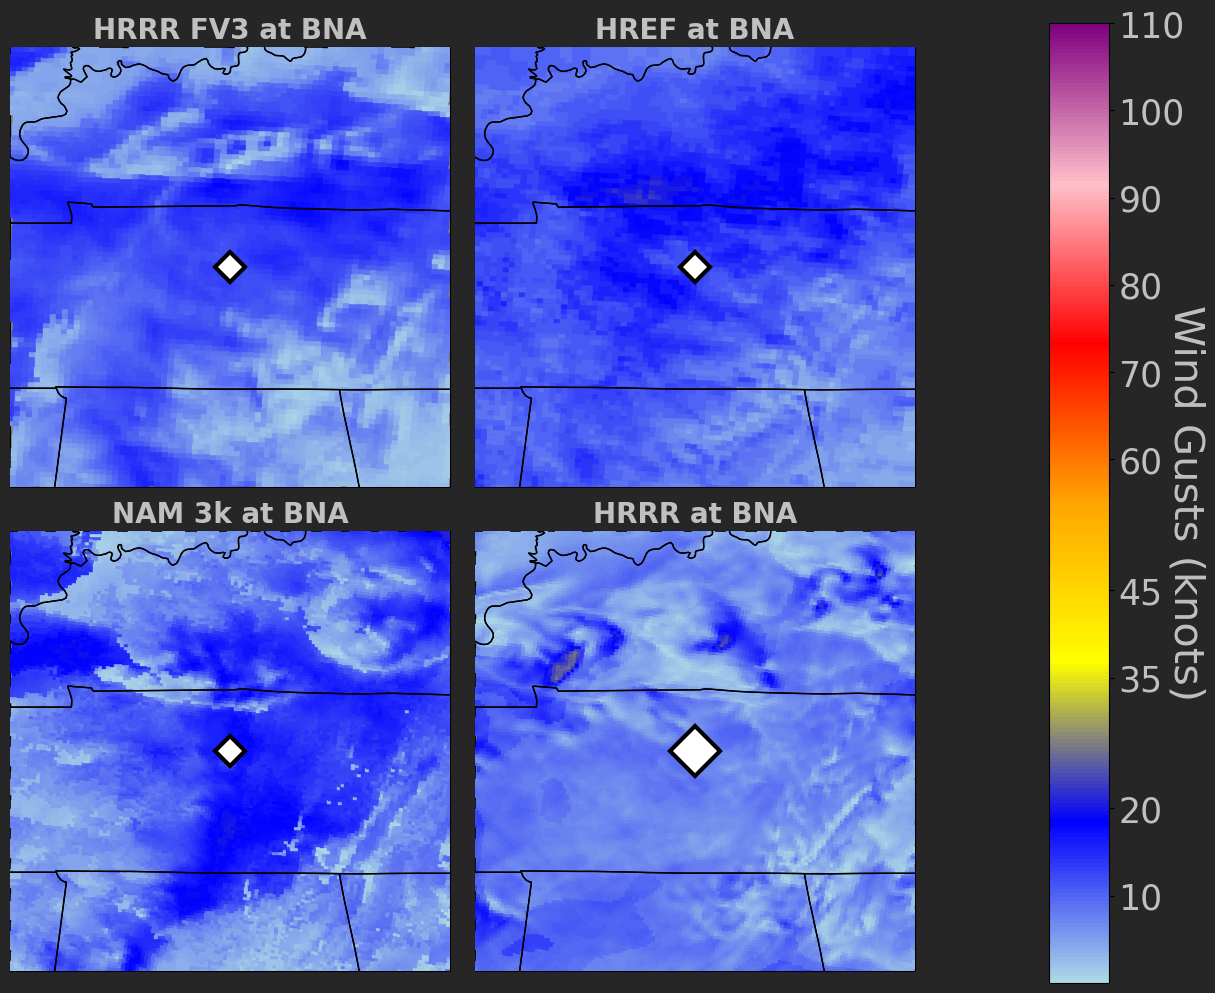 HRRR FV3 at BNA
HREF at BNA
NAM 3k at BNA
HRRR at BNA
110
100
90
80
70
60
45
35
20
10
Wind Gusts (knots)